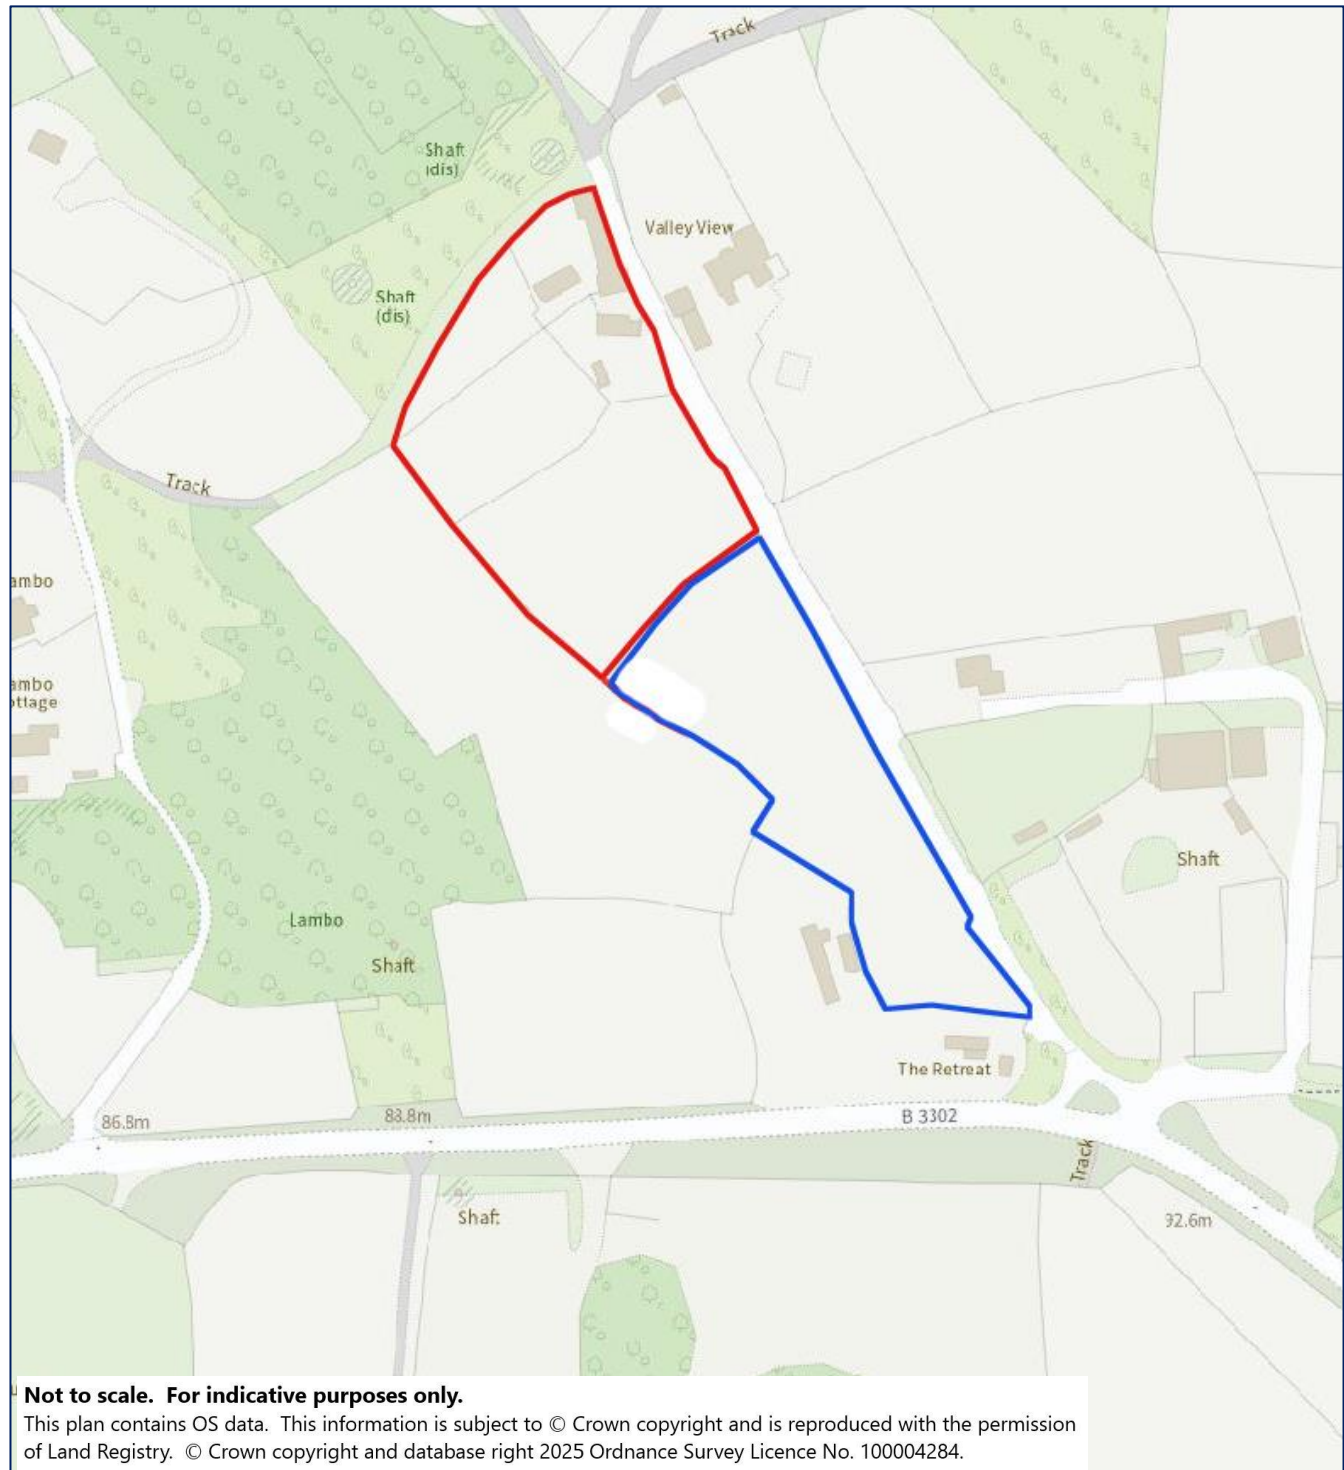 Track
Shaft
(dis)
Valley View
Shaft
(dis)
Track
ambo
ambo
ottage
Shaft
Lambo
Shaft
The Retreat
86.8m
83.8m
B 3302
Track
Shaft
92.6m
Not to scale. For indicative purposes only.
This plan contains OS data. This information is subject to © Crown copyright and is reproduced with the permission
of Land Registry. © Crown copyright and database right 2025 Ordnance Survey Licence No. 100004284.